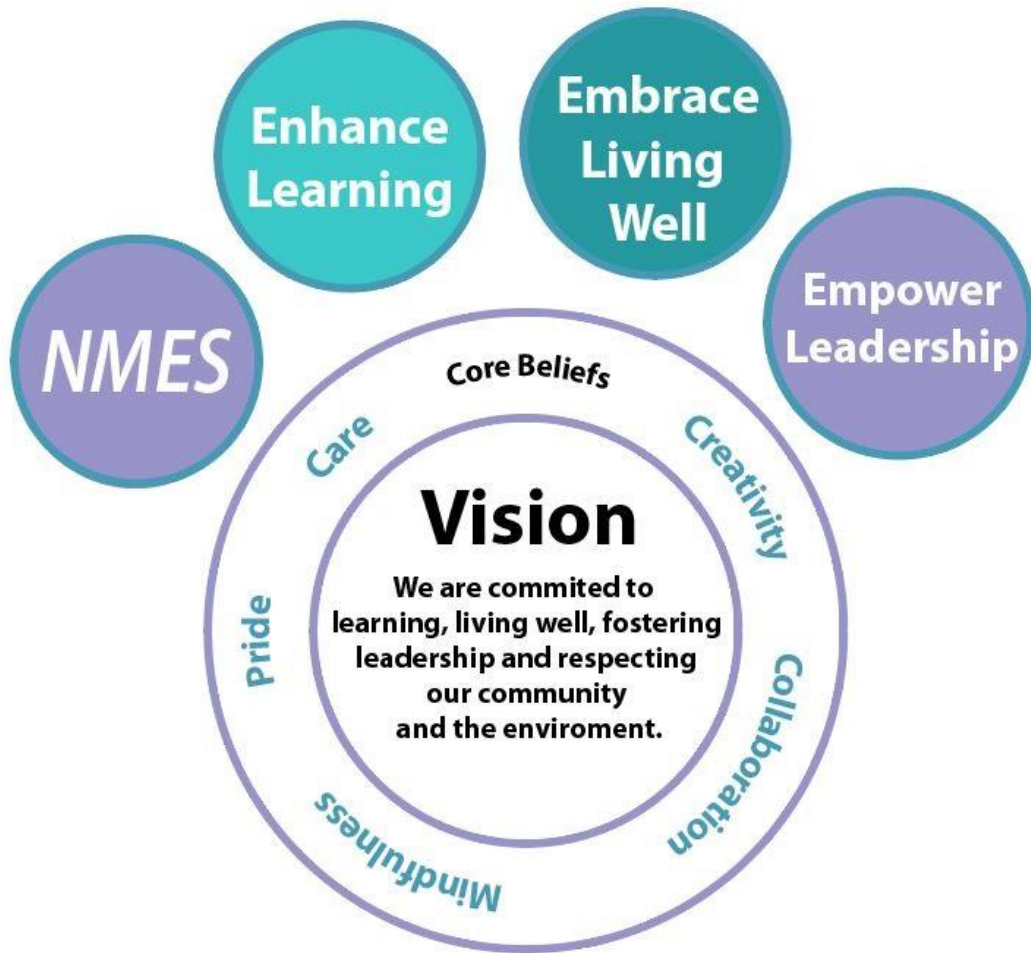 NMES
Enhance
Learning
Embrace
Living
Well
Empower
Leadership
Core Beliefs
Care
Creativity
Pride
Collaboration
Mindfulness
Vision
We are commited to
learning, living well, fostering
leadership and respecting
our community
and the enviroment.